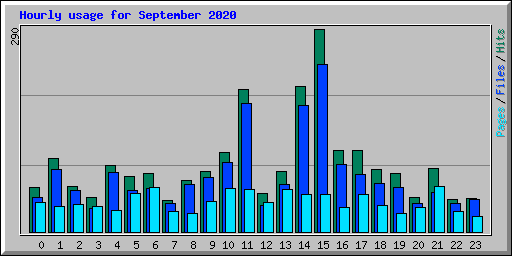 Hourly usage for September 2020
290
Pages/Files/Hits
0 1 2 3 4 5 6 7 8 9 10 11 12 13 14 15 16 17 18 19 20 21 22 23